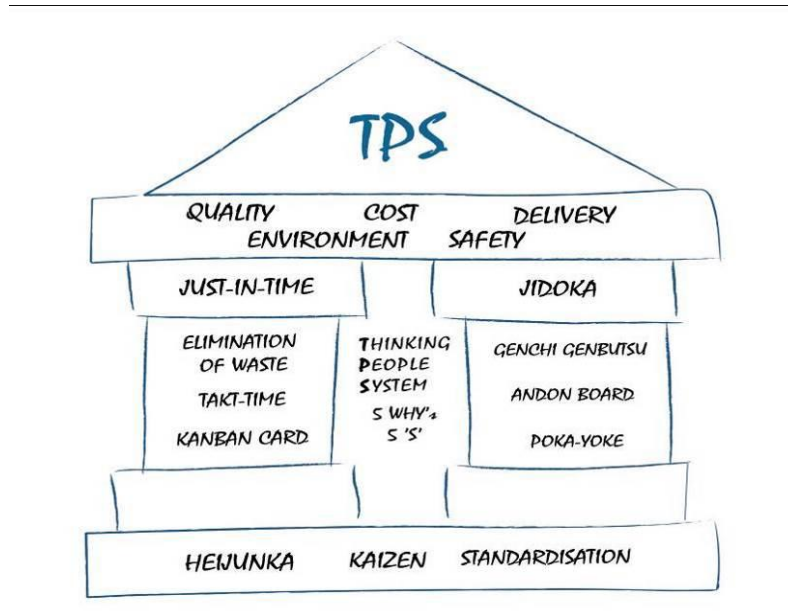 TPS
QUALITY COST DELIVERY
ENVIRONMENT SAFETY
JUST-IN-TIME
JIDOKA
ELIMINATION
OF WASTE
TAKT-TIME
KANBAN CARD
THINKING
PEOPLE
SYSTEM
5 WHY's
5 'S'
GENCHI GENBUTSU
ANDON BOARD
POKA-YOKE
HEIJUNKA KAIZEN STANDARDISATION